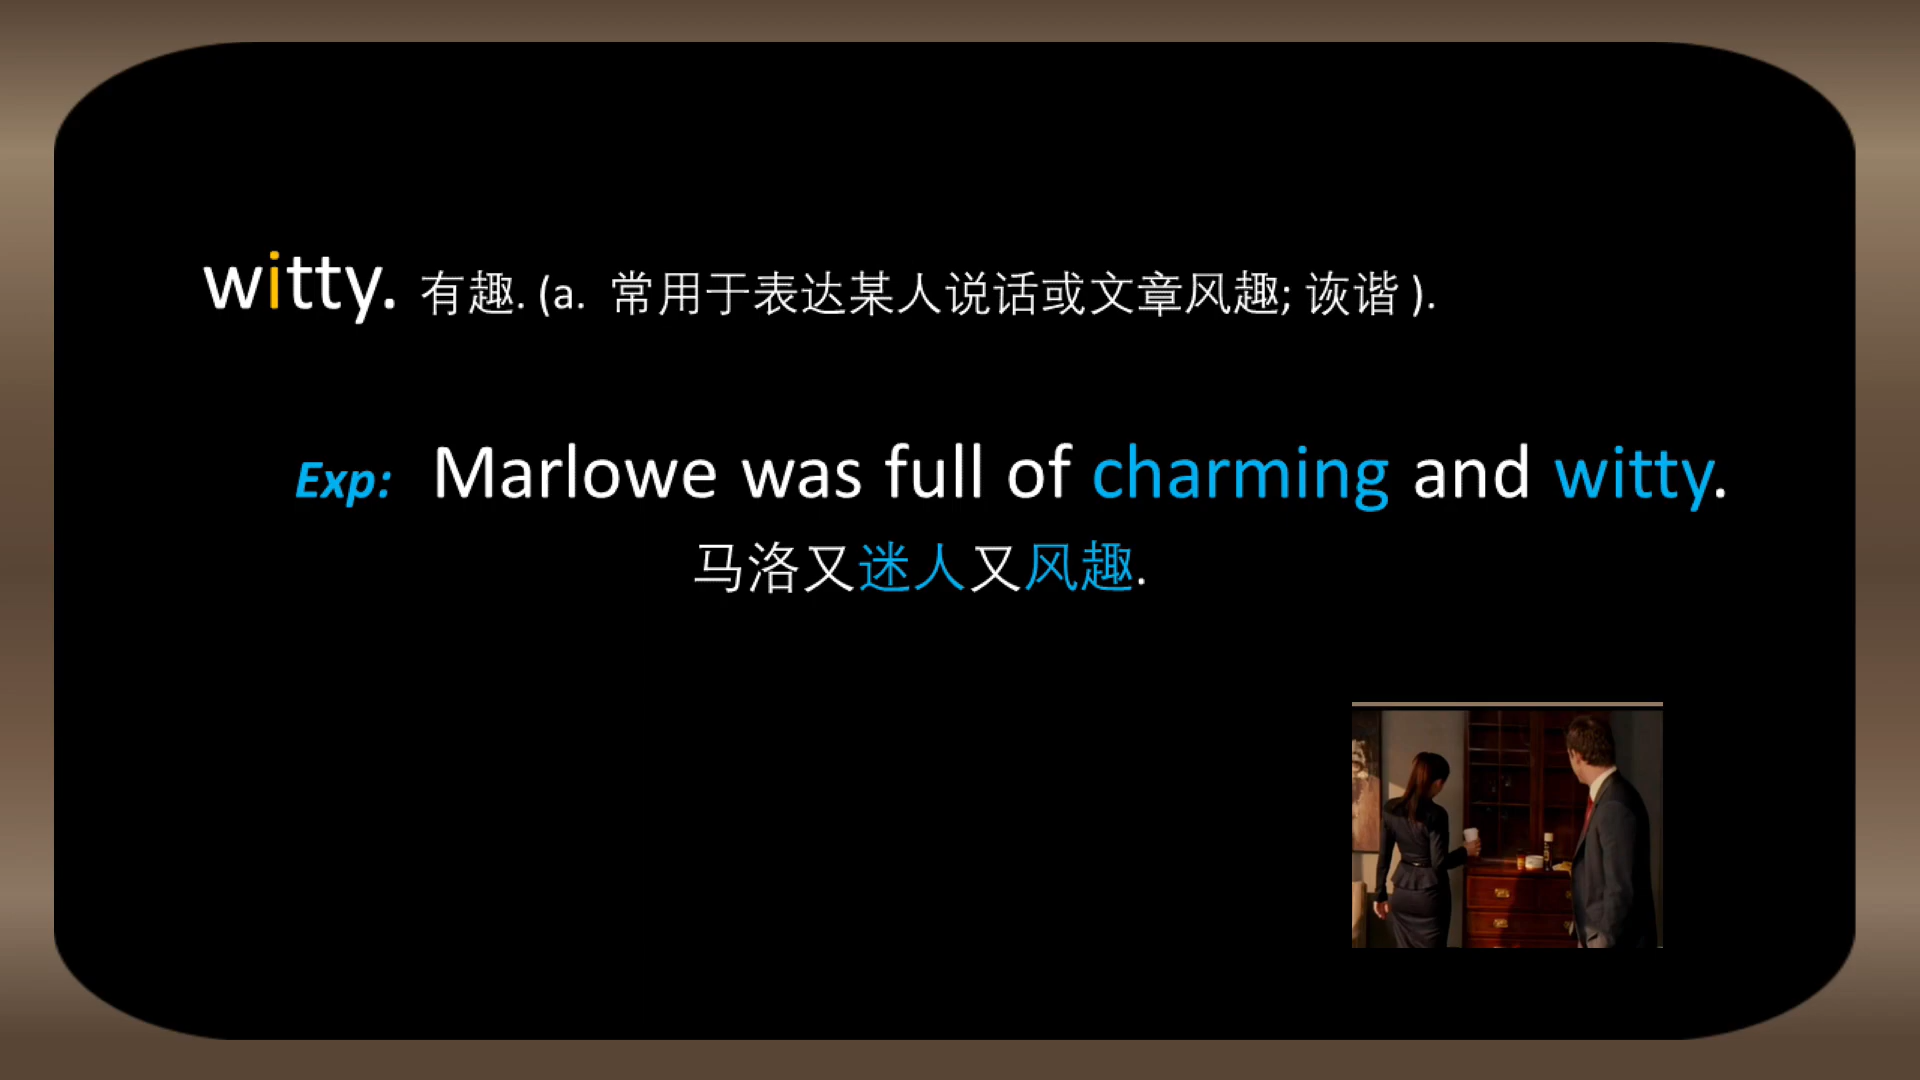 witty. 有趣. (a. 常用于表达某人说话或文章风趣; 诙谐 ).
Exp: Marlowe was full of charming and witty.
马洛又迷人又风趣.